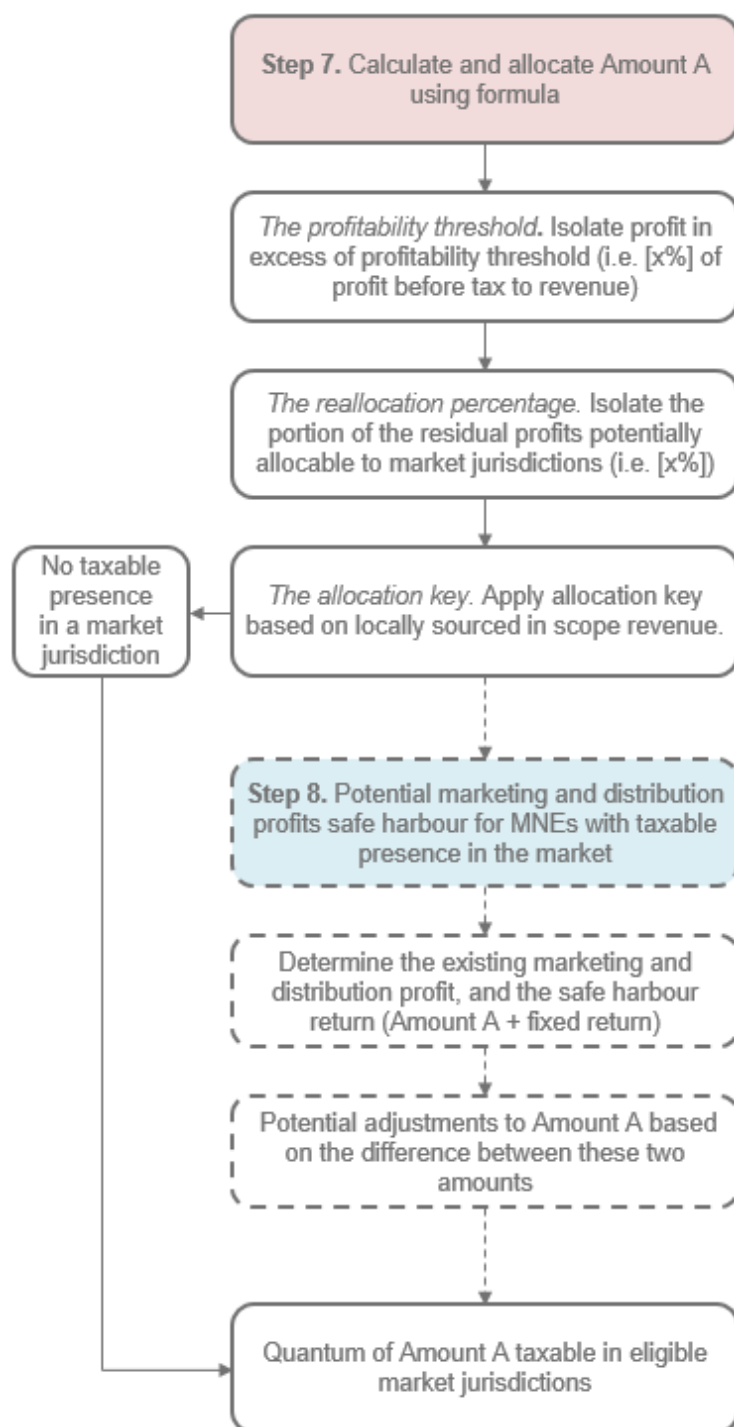 Step 7. Calculate and allocate Amount A
using formula
The profitability threshold. Isolate profit in
excess of profitability threshold (i.e. [x%] of
profit before tax to revenue)
The reallocation percentage. Isolate the
portion of the residual profits potentially
allocable to market jurisdictions (i.e. [x%])
No taxable
presence
in a market
jurisdiction
The allocation key. Apply allocation key
based on locally sourced in scope revenue.
Step 8. Potential marketing and distribution
profits safe harbour for MNEs with taxable
presence in the market
Determine the existing marketing and
distribution profit, and the safe harbour
return (Amount A + fixed return)
Potential adjustments to Amount A based
on the difference between these two
amounts
Quantum of Amount A taxable in eligible
market jurisdictions